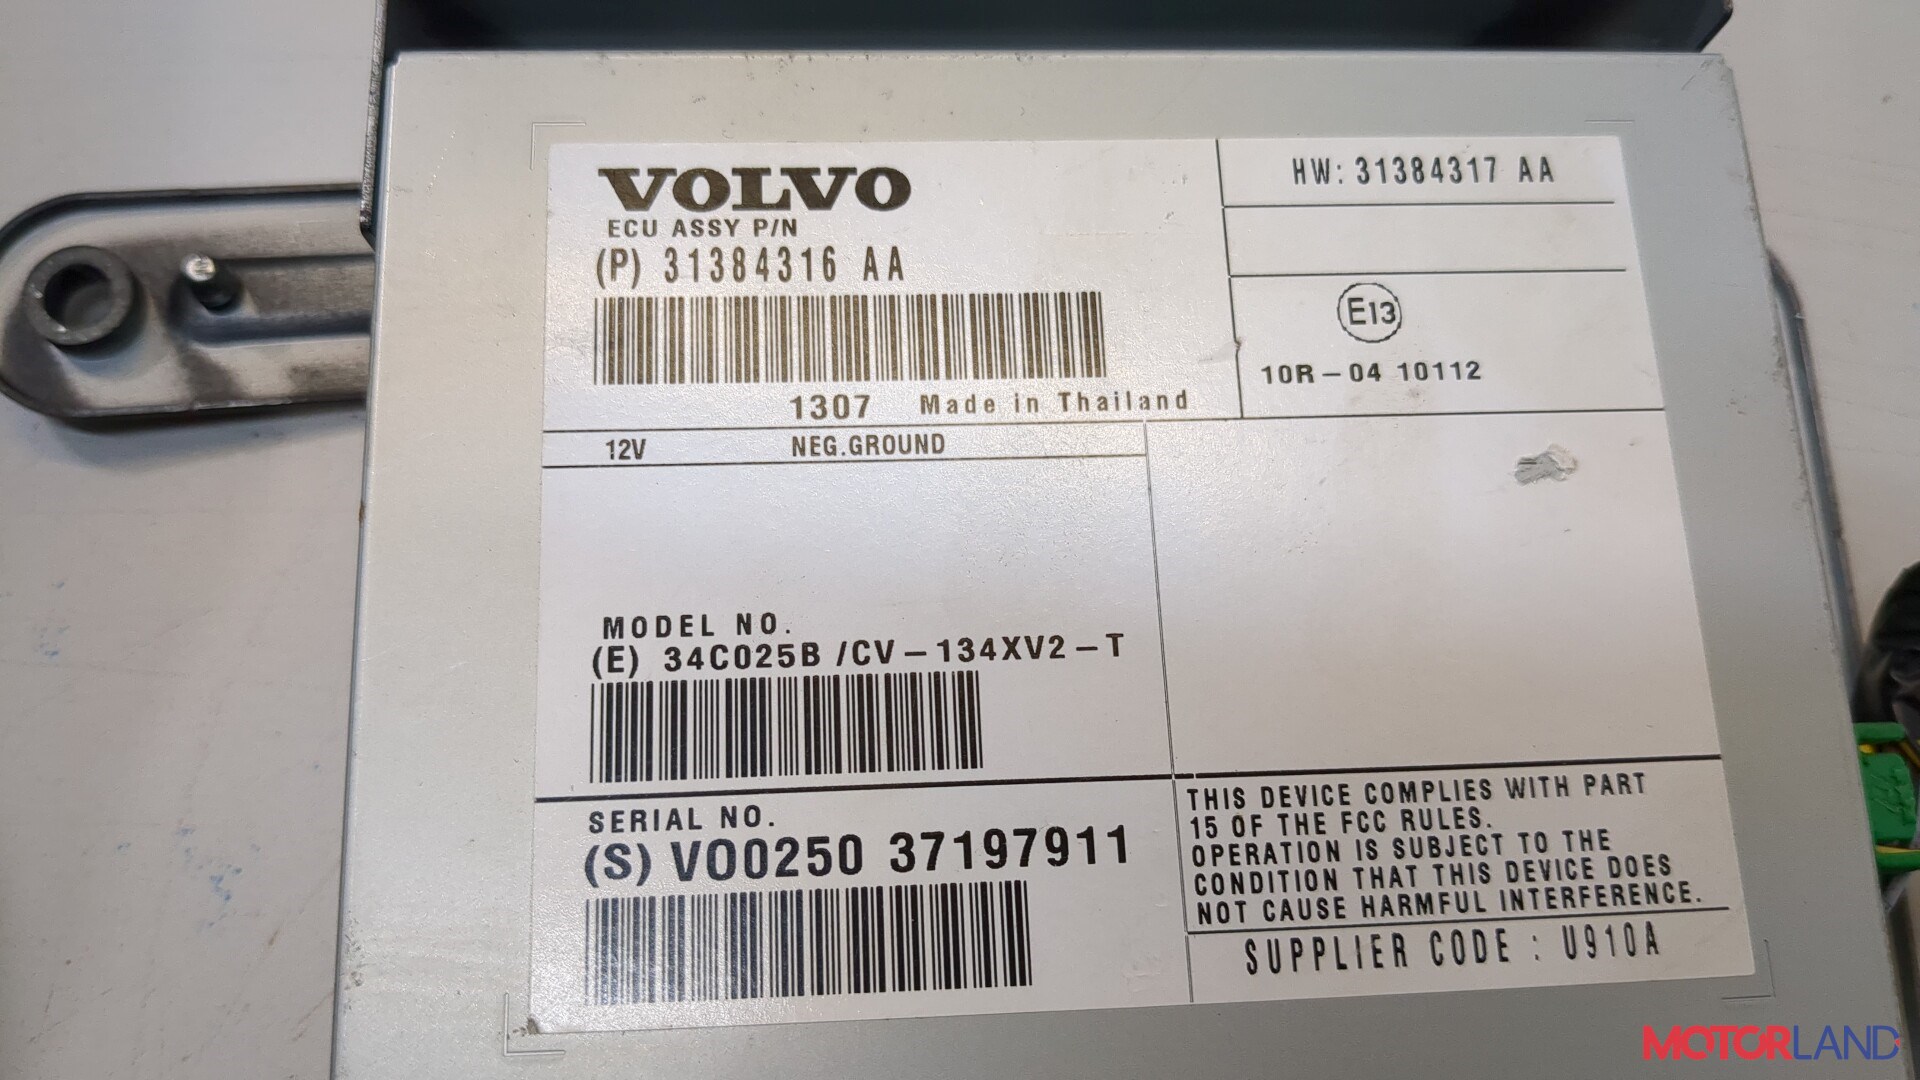 VOLVO
ECU ASSY P/N
(P) 31384316 AA
1307 Made in Thailand
HW: 31384317 AA
E13
10R-04 10112
12V NEG.GROUND
MODEL NO.
(E) 34C025B /CV-134XV2-T
SERIAL NO.
(S) VO0250 37197911
THIS DEVICE COMPLIES WITH PART
15 OF THE FCC RULES.
OPERATION IS SUBJECT TO THE
CONDITION THAT THIS DEVICE DOES
NOT CAUSE HARMFUL INTERFERENCE.
SUPPLIER CODE : U910A
MOTORLAND